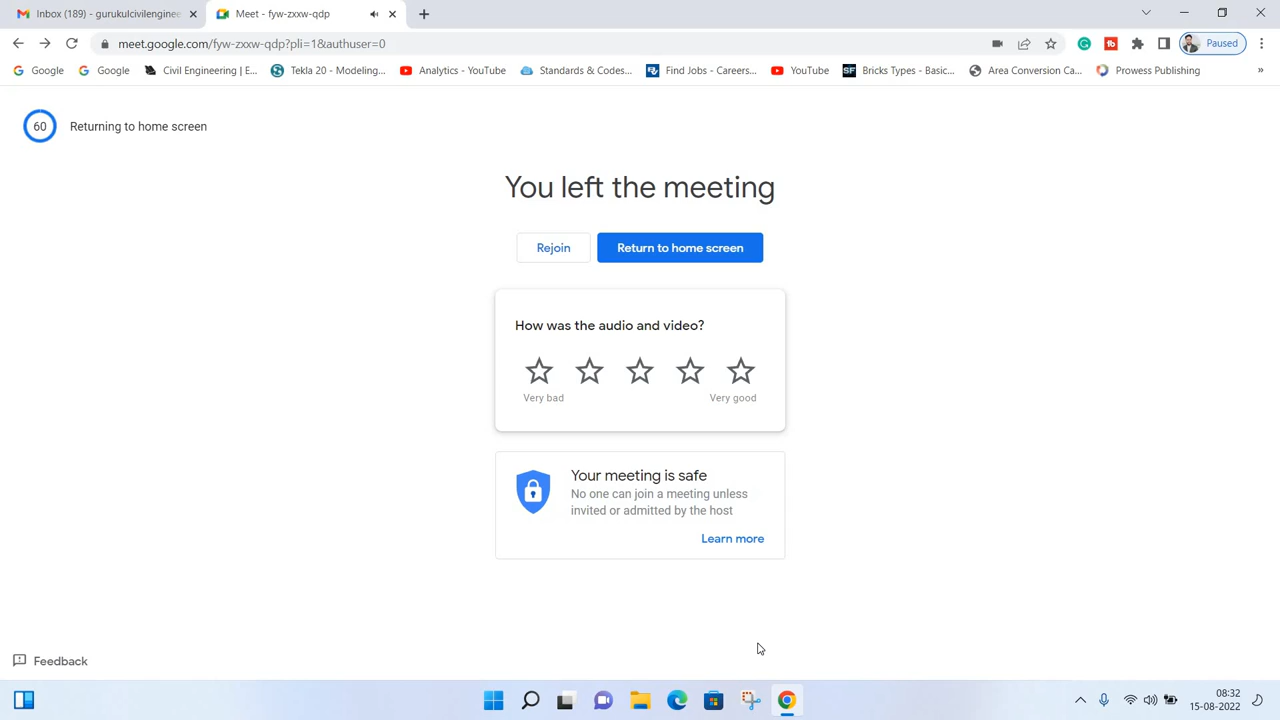 Inbox (189) - gurukulcivilenginee
Meet - fyw-zxxw-qdp
meet.google.com/fyw-zxxw-qdp?pli=1&authuser=0
Paused
Google
Google
Civil Engineering | E...
Tekla 20 - Modeling...
Analytics - YouTube
Standards & Codes...
Find Jobs - Careers...
YouTube
SF
Bricks Types - Basic...
Area Conversion Ca...
Prowess Publishing
»
60
Returning to home screen
You left the meeting
Rejoin
Return to home screen
How was the audio and video?
Very bad
Very good
Your meeting is safe
No one can join a meeting unless
invited or admitted by the host
Learn more
Feedback
08:32
15-08-2022